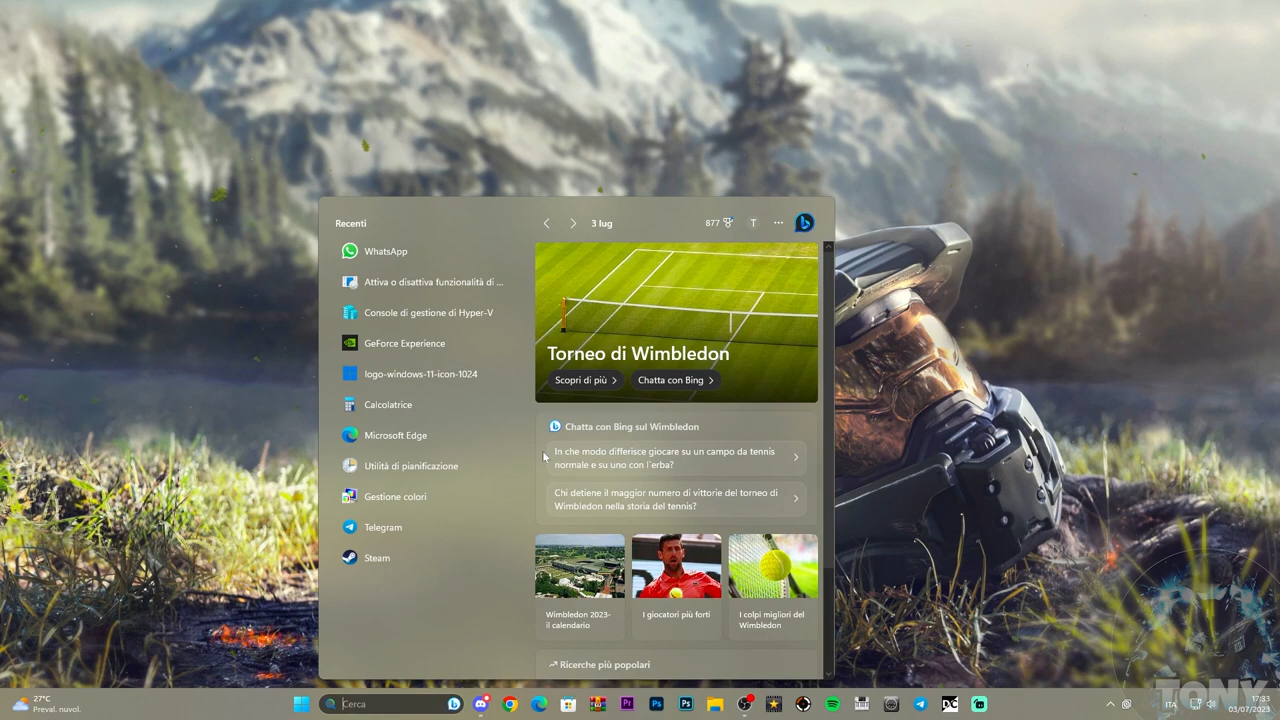 Recenti
WhatsApp
Attiva o disattiva funzionalità di ...
Console di gestione di Hyper-V
GeForce Experience
logo-windows-11-icon-1024
Calcolatrice
Microsoft Edge
Utilità di pianificazione
Gestione colori
Telegram
Steam
3 lug
877
T
Torneo di Wimbledon
Scopri di più
Chatta con Bing
Chatta con Bing sul Wimbledon
In che modo differisce giocare su un campo da tennis
normale e su uno con l'erba?
Chi detiene il maggior numero di vittorie del torneo di
Wimbledon nella storia del tennis?
Wimbledon 2023-
il calendario
I giocatori più forti
I colpi migliori del
Wimbledon
Ricerche più popolari
27°C
Preval. nuvol.
Cerca
Pr
Ps
Ps
DC
ITA
17:33
03/07/2023
TONY